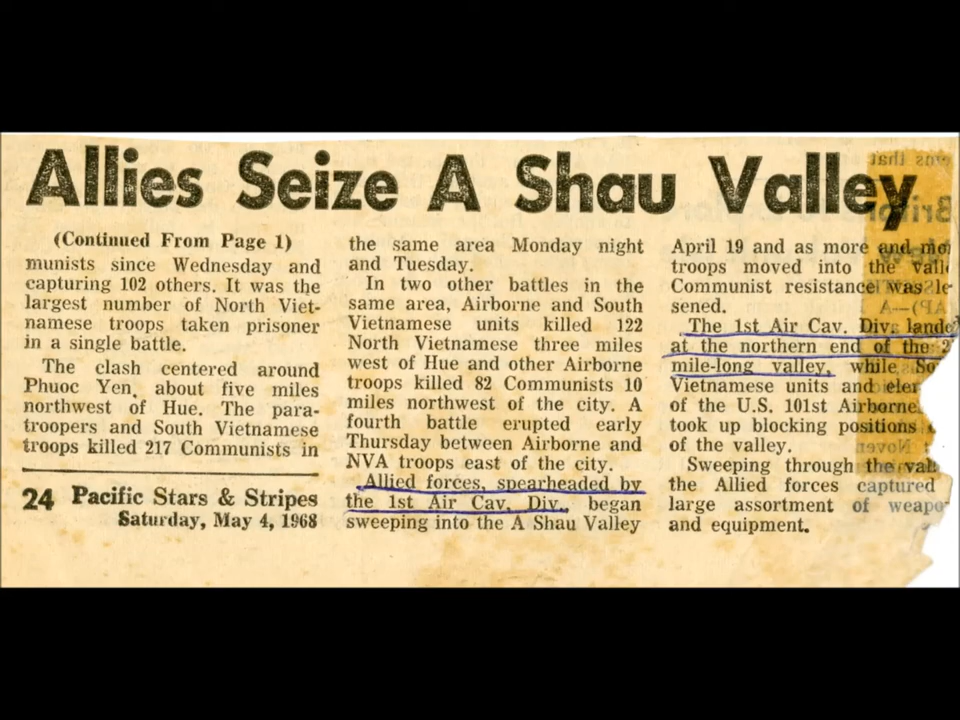 Allies Seize A Shau Valley
(Continued From Page 1)
munists since Wednesday and
capturing 102 others. It was the
largest number of North Viet-
namese troops taken prisoner
in a single battle.
The clash centered around
Phuoc Yen, about five miles
northwest of Hue. The para-
troopers and South Vietnamese
troops killed 217 Communists in
24 Pacific Stars & Stripes
Saturday, May 4, 1968
the same area Monday night
and Tuesday.
In two other battles in the
same area, Airborne and South
Vietnamese units killed 122
North Vietnamese three miles
west of Hue and other Airborne
troops killed 82 Communists 10
miles northwest of the city. A
fourth battle erupted early
Thursday between Airborne and
NVA troops east of the city.
Allied forces, spearheaded by
the 1st Air Cav. Div., began
sweeping into the A Shau Valley
April 19 and as more and
troops moved into the
Communist resistance was
sened.
The 1st Air Cav. Div.
at the northern end of the
mile-long valley, while
Vietnamese units and
of the U.S. 101st Airborne
took up blocking positions
of the valley.
Sweeping through the
the Allied forces captured
large assortment of
and equipment.